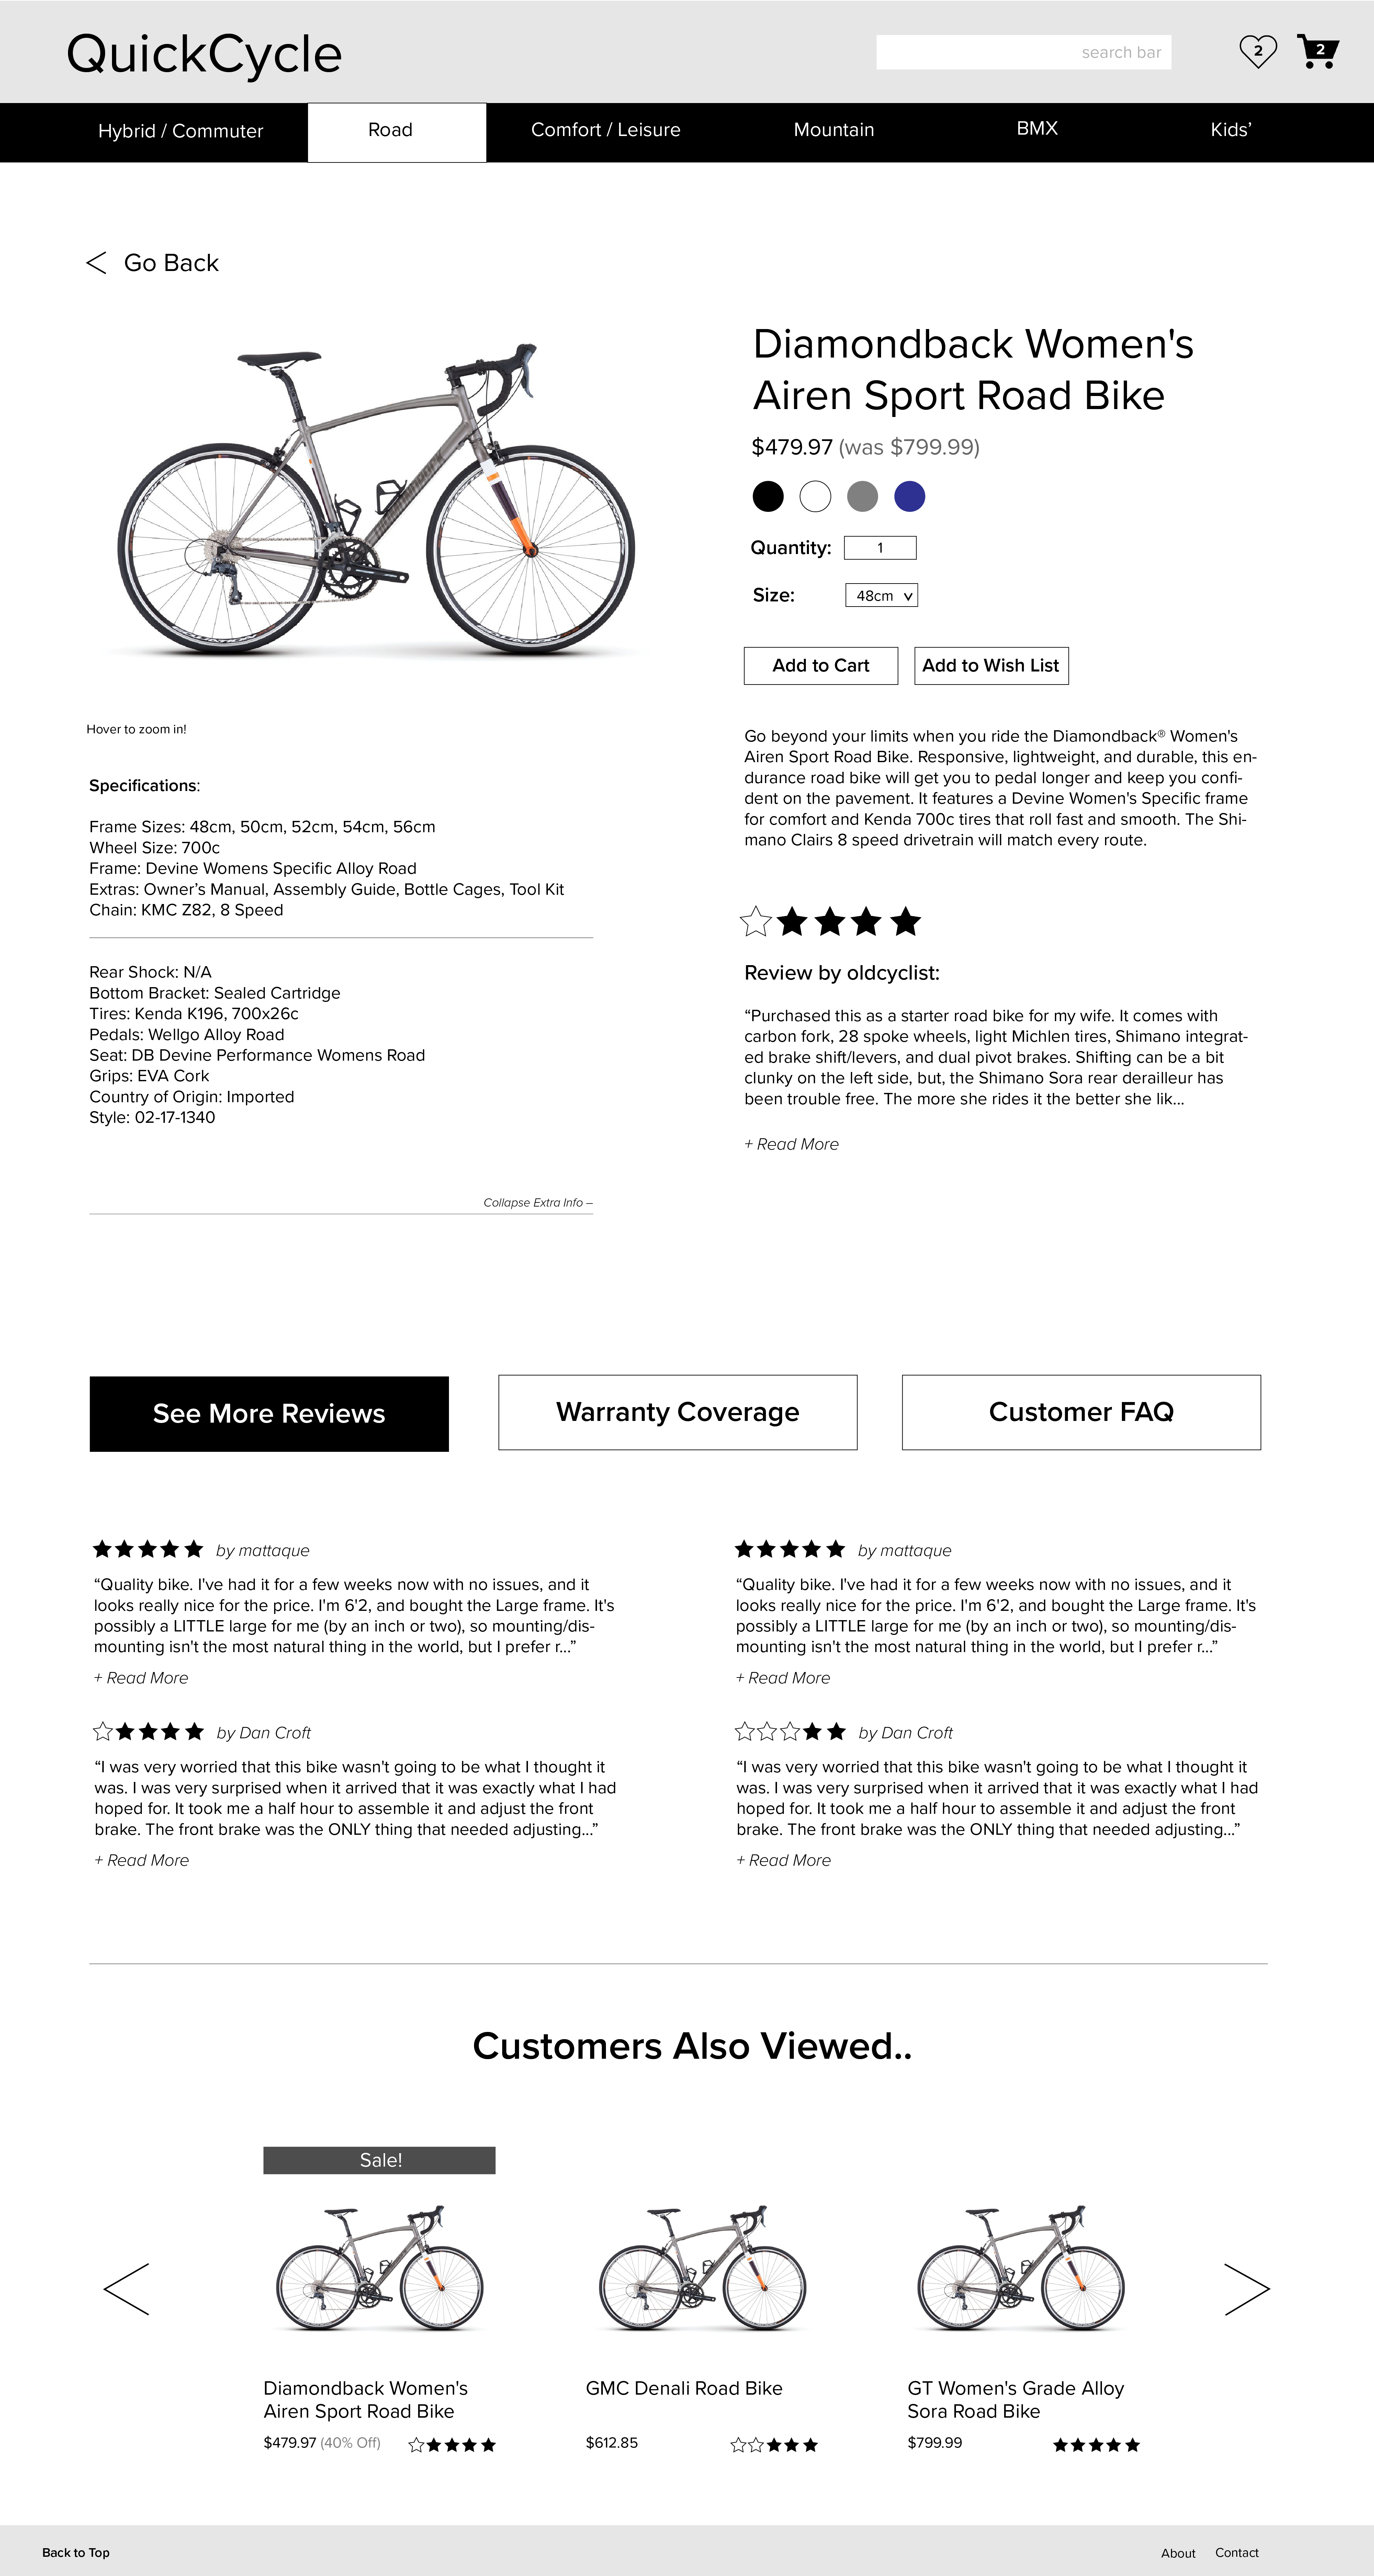 QuickCycle
search bar
2
2
Hybrid / Commuter
Road
Comfort / Leisure
Mountain
BMX
Kids’
< Go Back
Diamondback Women's
Airen Sport Road Bike
$479.97 (was $799.99)
Quantity: 1
Size: 48cm
Add to Cart
Add to Wish List
Hover to zoom in!
Specifications:
Frame Sizes: 48cm, 50cm, 52cm, 54cm, 56cm
Wheel Size: 700c
Frame: Devine Womens Specific Alloy Road
Extras: Owner’s Manual, Assembly Guide, Bottle Cages, Tool Kit
Chain: KMC Z82, 8 Speed
Rear Shock: N/A
Bottom Bracket: Sealed Cartridge
Tires: Kenda K196, 700x26c
Pedals: Wellgo Alloy Road
Seat: DB Devine Performance Womens Road
Grips: EVA Cork
Country of Origin: Imported
Style: 02-17-1340
Collapse Extra Info –
Go beyond your limits when you ride the Diamondback® Women's
Airen Sport Road Bike. Responsive, lightweight, and durable, this en-
durance road bike will get you to pedal longer and keep you confi-
dent on the pavement. It features a Devine Women's Specific frame
for comfort and Kenda 700c tires that roll fast and smooth. The Shi-
mano Clairs 8 speed drivetrain will match every route.
Review by oldcyclist:
“Purchased this as a starter road bike for my wife. It comes with
carbon fork, 28 spoke wheels, light Michlen tires, Shimano integrat-
ed brake shift/levers, and dual pivot brakes. Shifting can be a bit
clunky on the left side, but, the Shimano Sora rear derailleur has
been trouble free. The more she rides it the better she lik...
+ Read More
See More Reviews
Warranty Coverage
Customer FAQ
by mattaque
“Quality bike. I've had it for a few weeks now with no issues, and it
looks really nice for the price. I'm 6'2, and bought the Large frame. It's
possibly a LITTLE large for me (by an inch or two), so mounting/dis-
mounting isn't the most natural thing in the world, but I prefer r...”
+ Read More
by mattaque
“Quality bike. I've had it for a few weeks now with no issues, and it
looks really nice for the price. I'm 6'2, and bought the Large frame. It's
possibly a LITTLE large for me (by an inch or two), so mounting/dis-
mounting isn't the most natural thing in the world, but I prefer r...”
+ Read More
by Dan Croft
“I was very worried that this bike wasn't going to be what I thought it
was. I was very surprised when it arrived that it was exactly what I had
hoped for. It took me a half hour to assemble it and adjust the front
brake. The front brake was the ONLY thing that needed adjusting...”
+ Read More
by Dan Croft
“I was very worried that this bike wasn't going to be what I thought it
was. I was very surprised when it arrived that it was exactly what I had
hoped for. It took me a half hour to assemble it and adjust the front
brake. The front brake was the ONLY thing that needed adjusting...”
+ Read More
Customers Also Viewed..
Sale!
Diamondback Women's
Airen Sport Road Bike
$479.97 (40% Off)
GMC Denali Road Bike
$612.85
GT Women's Grade Alloy
Sora Road Bike
$799.99
Back to Top
About
Contact